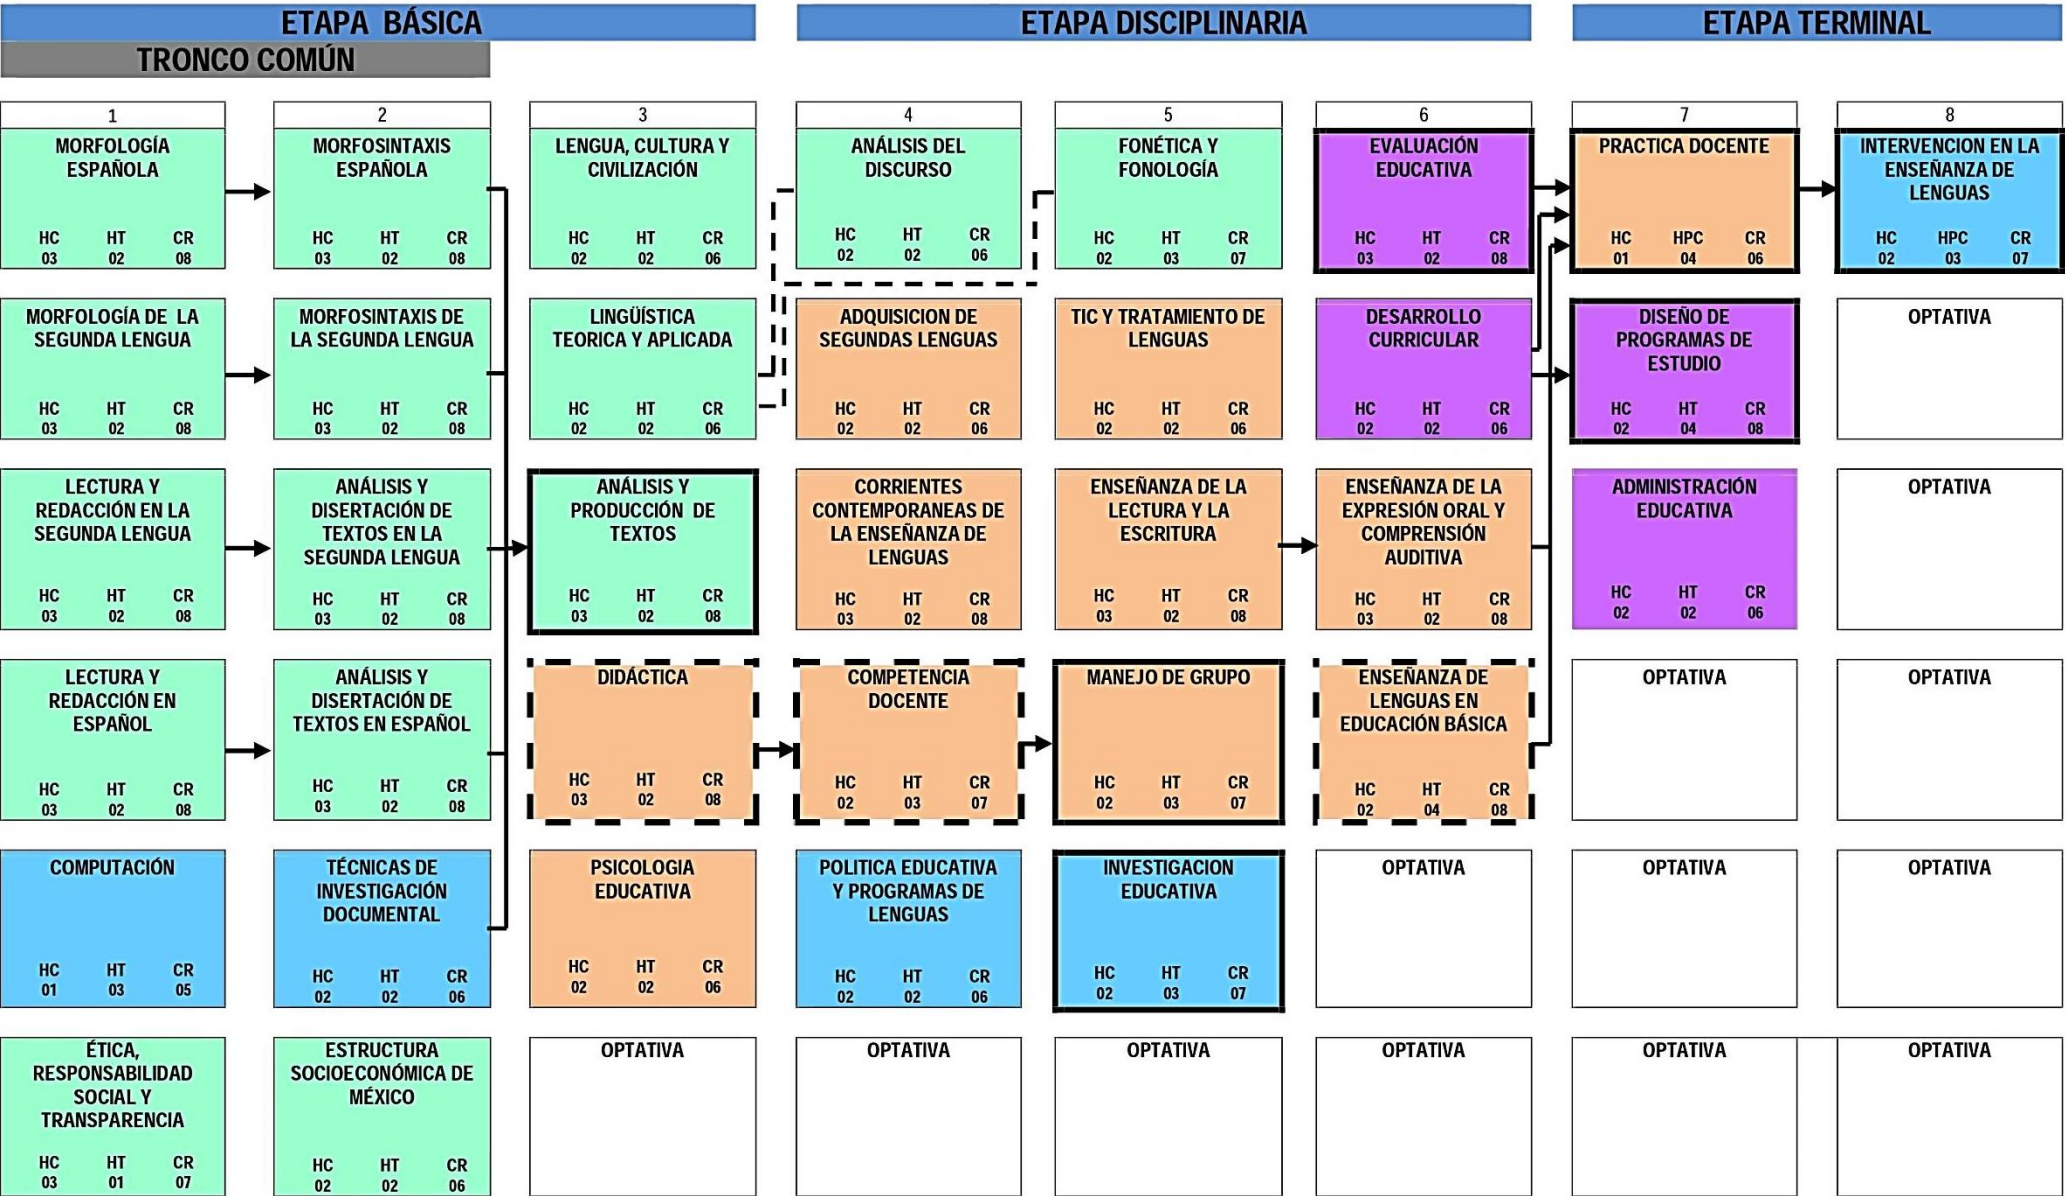 ETAPA BÁSICA
ETAPA DISCIPLINARIA
ETAPA TERMINAL
TRONCO COMÚN
1
2
3
4
5
6
7
8
MORFOLOGÍA
ESPAÑOLA
HC HT CR
03 02 08
MORFOSINTAXIS
ESPAÑOLA
HC HT CR
03 02 08
LENGUA, CULTURA Y
CIVILIZACIÓN
HC HT CR
02 02 06
ANÁLISIS DEL
DISCURSO
HC HT CR
02 02 06
FONÉTICA Y
FONOLOGÍA
HC HT CR
02 03 07
EVALUACIÓN
EDUCATIVA
HC HT CR
03 02 08
PRACTICA DOCENTE
HC HPC CR
01 04 06
INTERVENCION EN LA
ENSEÑANZA DE
LENGUAS
HC HPC CR
02 03 07
MORFOLOGÍA DE LA
SEGUNDA LENGUA
HC HT CR
03 02 08
MORFOSINTAXIS DE
LA SEGUNDA LENGUA
HC HT CR
03 02 08
LINGÜÍSTICA
TEORICA Y APLICADA
HC HT CR
02 02 06
ADQUISICION DE
SEGUNDAS LENGUAS
HC HT CR
02 02 06
TIC Y TRATAMIENTO DE
LENGUAS
HC HT CR
02 02 06
DESARROLLO
CURRICULAR
HC HT CR
02 02 06
DISEÑO DE
PROGRAMAS DE
ESTUDIO
HC HT CR
02 04 08
OPTATIVA
LECTURA Y
REDACCIÓN EN LA
SEGUNDA LENGUA
HC HT CR
03 02 08
ANÁLISIS Y
DISERTACIÓN DE
TEXTOS EN LA
SEGUNDA LENGUA
HC HT CR
03 02 08
ANÁLISIS Y
PRODUCCIÓN DE
TEXTOS
HC HT CR
03 02 08
CORRIENTES
CONTEMPORANEAS DE
LA ENSEÑANZA DE
LENGUAS
HC HT CR
03 02 08
ENSEÑANZA DE LA
LECTURA Y LA
ESCRITURA
HC HT CR
03 02 08
ENSEÑANZA DE LA
EXPRESIÓN ORAL Y
COMPRENSIÓN
AUDITIVA
HC HT CR
03 02 08
ADMINISTRACIÓN
EDUCATIVA
HC HT CR
02 02 06
OPTATIVA
LECTURA Y
REDACCIÓN EN
ESPAÑOL
HC HT CR
03 02 08
ANÁLISIS Y
DISERTACIÓN DE
TEXTOS EN ESPAÑOL
HC HT CR
03 02 08
DIDÁCTICA
HC HT CR
03 02 08
COMPETENCIA
DOCENTE
HC HT CR
02 03 07
MANEJO DE GRUPO
HC HT CR
02 03 07
ENSEÑANZA DE
LENGUAS EN
EDUCACIÓN BÁSICA
HC HT CR
02 04 08
OPTATIVA
OPTATIVA
COMPUTACIÓN
HC HT CR
01 03 05
TÉCNICAS DE
INVESTIGACIÓN
DOCUMENTAL
HC HT CR
02 02 06
PSICOLOGIA
EDUCATIVA
HC HT CR
02 02 06
POLITICA EDUCATIVA
Y PROGRAMAS DE
LENGUAS
HC HT CR
02 02 06
INVESTIGACION
EDUCATIVA
HC HT CR
02 03 07
OPTATIVA
OPTATIVA
OPTATIVA
ÉTICA,
RESPONSABILIDAD
SOCIAL Y
TRANSPARENCIA
HC HT CR
03 01 07
ESTRUCTURA
SOCIOECONÓMICA DE
MÉXICO
HC HT CR
02 02 06
OPTATIVA
OPTATIVA
OPTATIVA
OPTATIVA
OPTATIVA
OPTATIVA